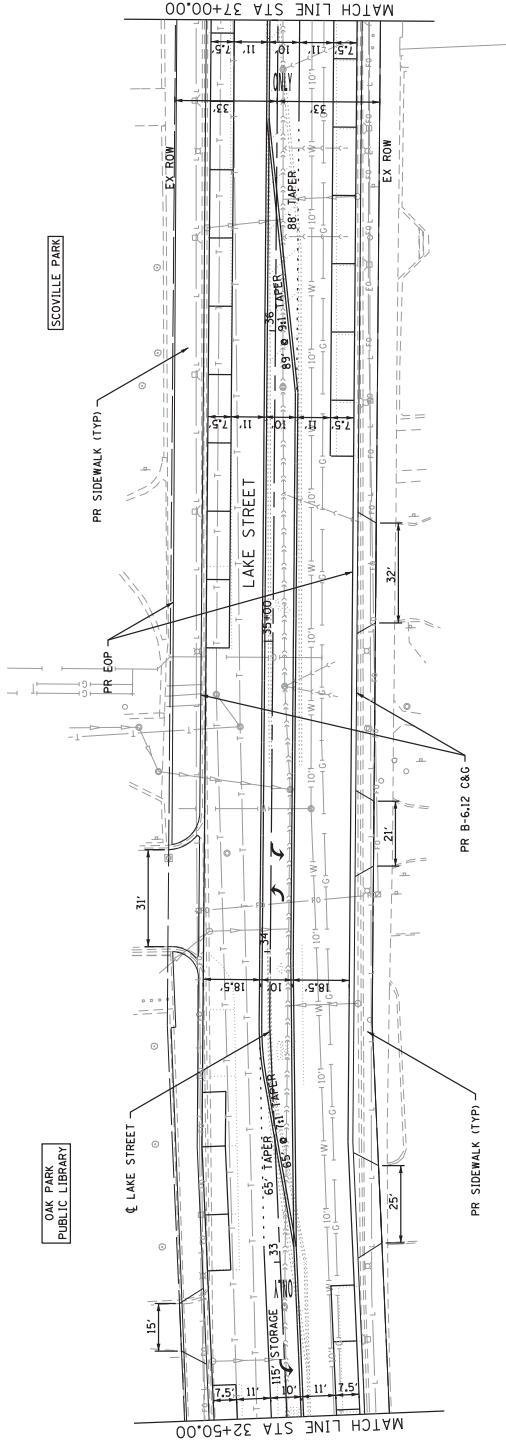 MATCH LINE STA 32+50.00
MATCH LINE STA 37+00.00
OAK PARK
PUBLIC LIBRARY
SCOVILLE PARK
℄ LAKE STREET
PR EOP
PR SIDEWALK (TYP)
15'
31'
EX ROW
33'
33'
LAKE STREET
7.5'
11'
10'
11'
7.5'
115' STORAGE
ONLY
33
65' TAPER
65' @ 7:1 TAPER
18.5'
10'
18.5'
34
35+00
7.5'
11'
10'
11'
7.5'
36
89' @ 9:1 TAPER
88' TAPER
ONLY
7.5'
11'
10'
11'
7.5'
EX ROW
25'
21'
32'
PR SIDEWALK (TYP)
PR B-6.12 C&G